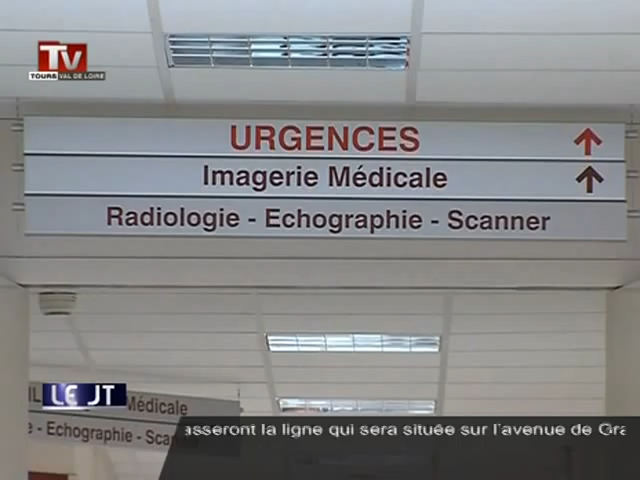 TV
TOURS VAL DE LOIRE
URGENCES
Imagerie Médicale
Radiologie - Echographie - Scanner
LE JT
Médicale
- Echographie - Scanner
asseront la ligne qui sera située sur l'avenue de Gra